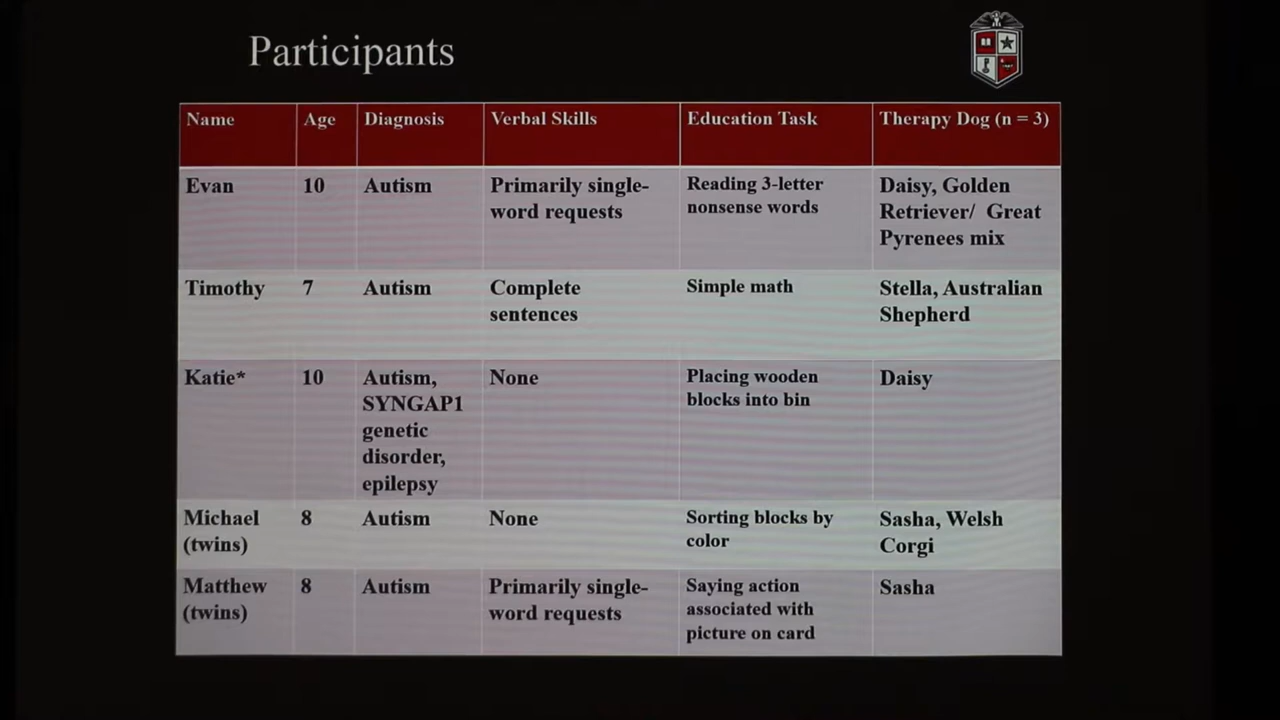 Participants
Name Age Diagnosis Verbal Skills Education Task Therapy Dog (n = 3)
Evan 10 Autism Primarily single-
word requests Reading 3-letter
nonsense words Daisy, Golden
Retriever/ Great
Pyrenees mix
Timothy 7 Autism Complete
sentences Simple math Stella, Australian
Shepherd
Katie* 10 Autism,
SYNGAP1
genetic
disorder,
epilepsy None Placing wooden
blocks into bin Daisy
Michael
(twins) 8 Autism None Sorting blocks by
color Sasha, Welsh
Corgi
Matthew
(twins) 8 Autism Primarily single-
word requests Saying action
associated with
picture on card Sasha